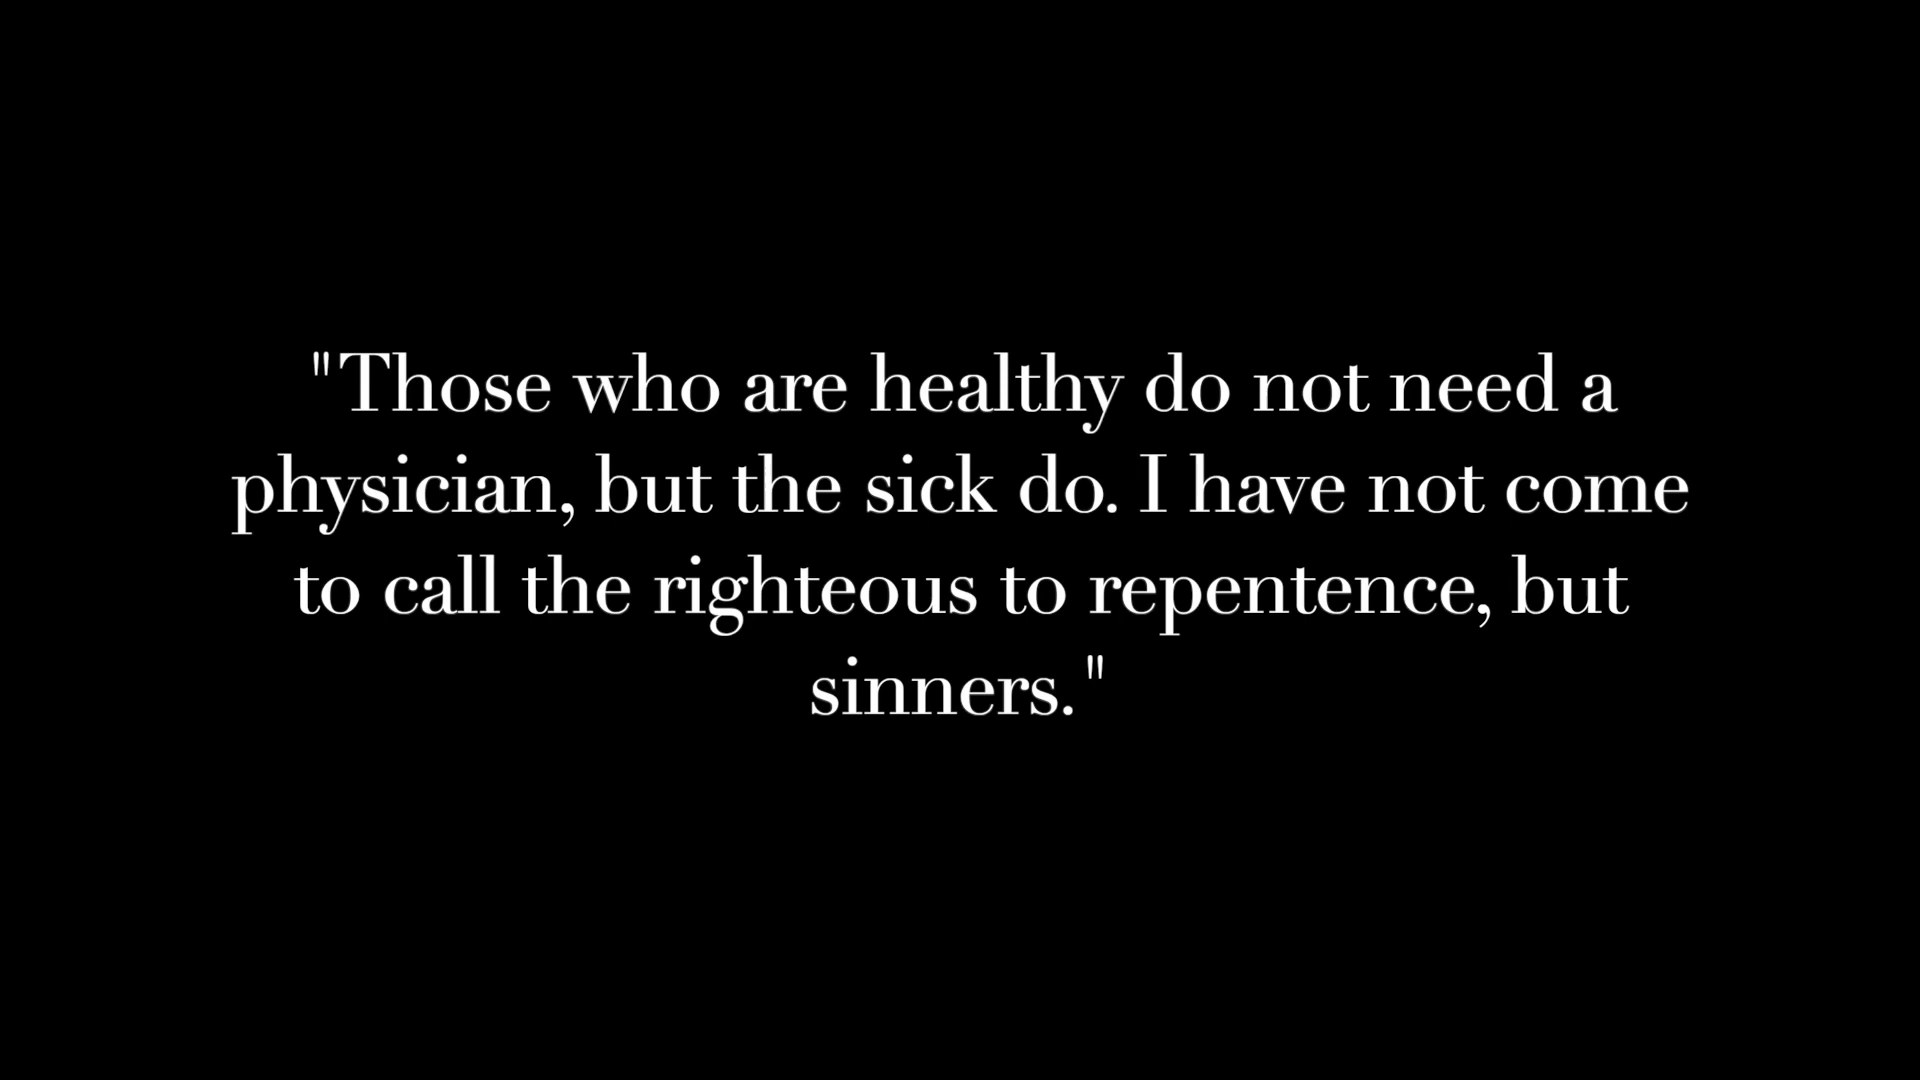 "Those who are healthy do not need a
physician, but the sick do. I have not come
to call the righteous to repentence, but
sinners."